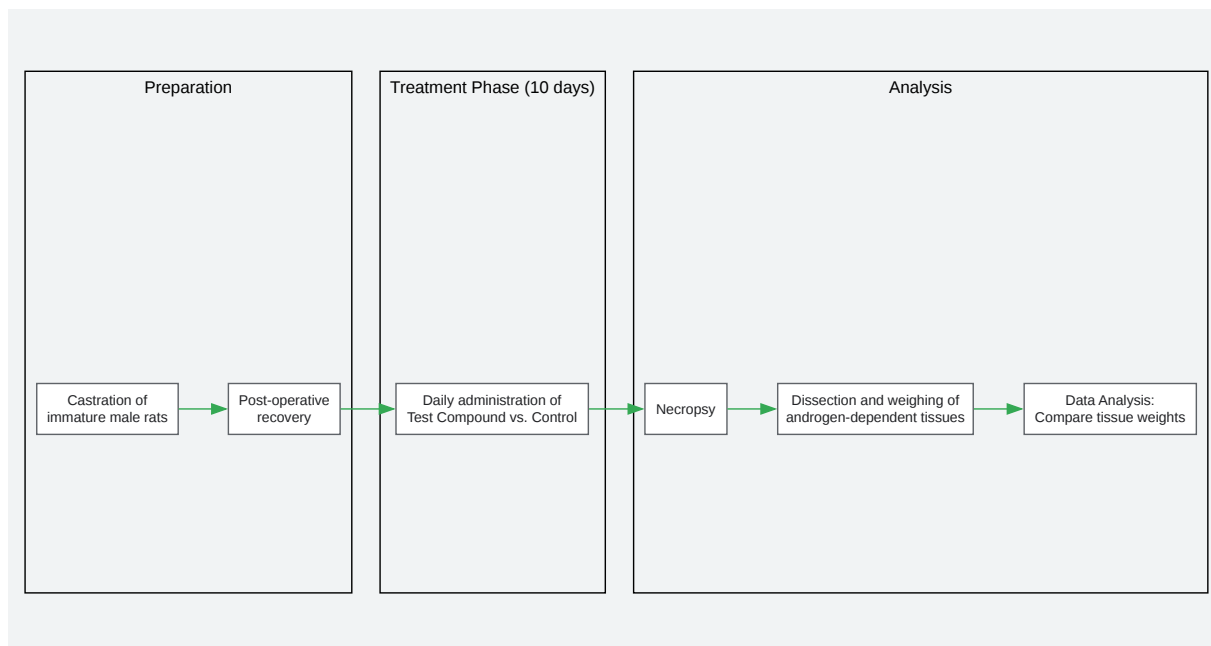 Preparation
Treatment Phase (10 days)
Analysis
Castration of
immature male rats
Post-operative
recovery
Daily administration of
Test Compound vs. Control
Necropsy
Dissection and weighing of
androgen-dependent tissues
Data Analysis:
Compare tissue weights